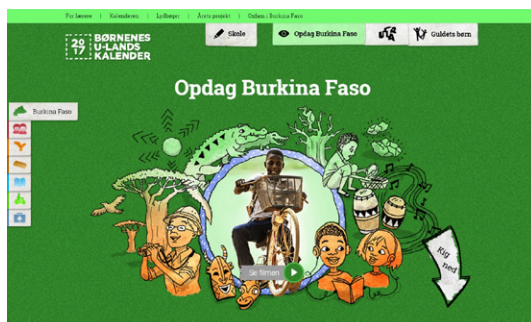 For lærere | Kalenderen | Lydbøger | Årets projekt | Ordem i Burkina Faso
2017 BØRNENES
U-LANDS
KALENDER
Skole
Opdag Burkina Faso
Guldets børn
Opdag Burkina Faso
Burkina Faso
Se filmen
Kig
ned